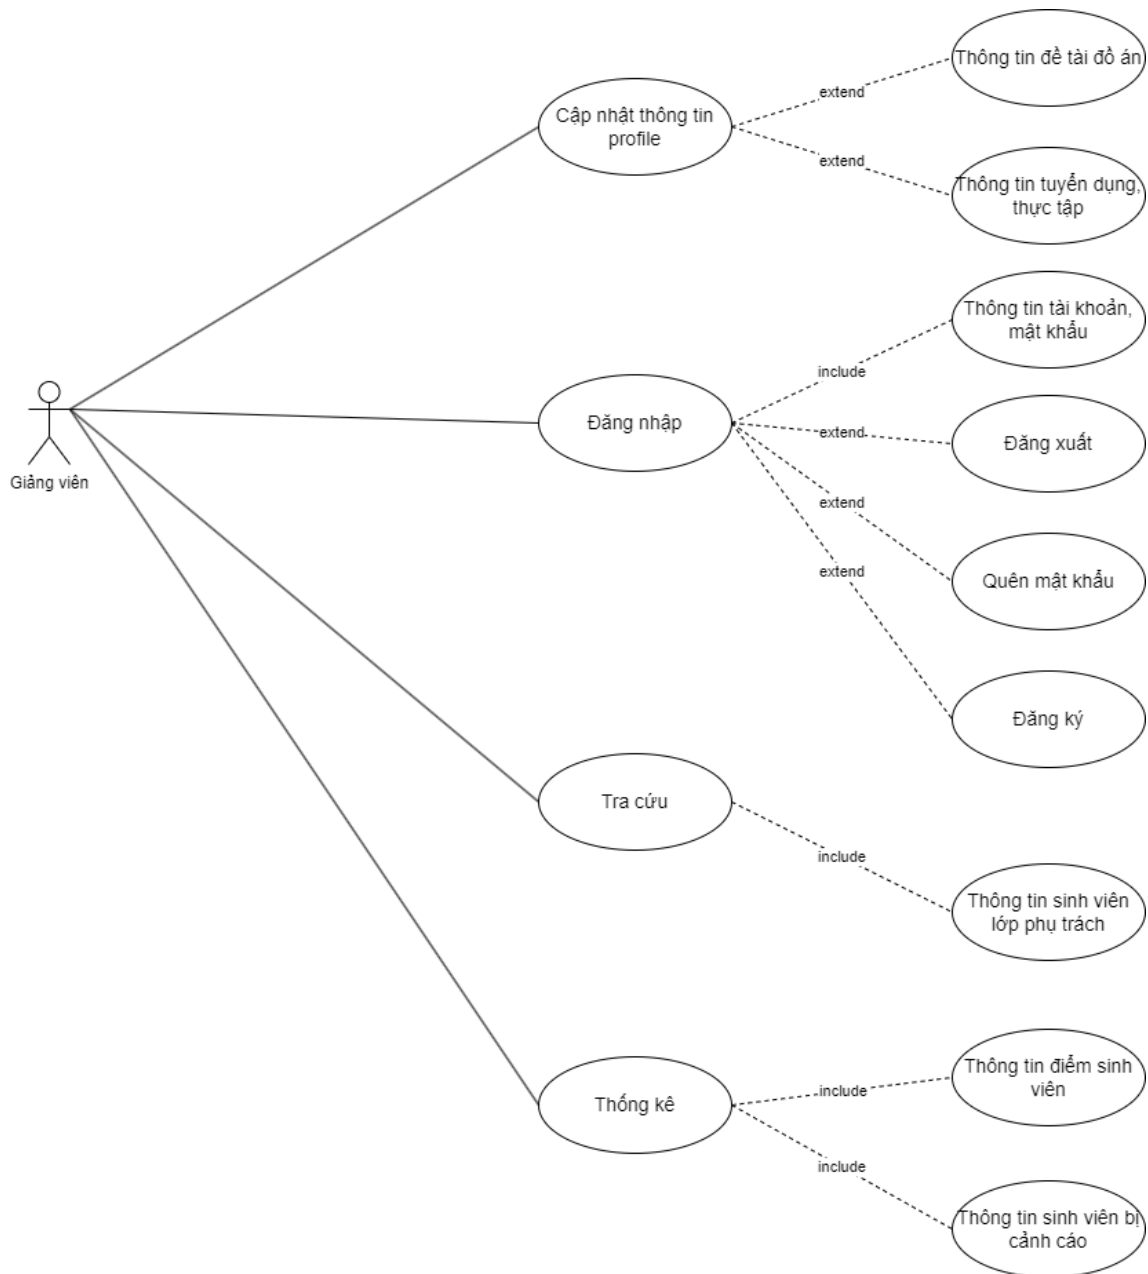 Thông tin đề tài đồ án
extend
Cập nhật thông tin
profile
extend
Thông tin tuyển dụng,
thực tập
Thông tin tài khoản,
mật khẩu
include
Đăng nhập
extend
Đăng xuất
Giảng viên
extend
Quên mật khẩu
extend
Đăng ký
Tra cứu
include
Thông tin sinh viên
lớp phụ trách
Thông tin điểm sinh
viên
Thống kê
include
include
Thông tin sinh viên bị
cảnh cáo